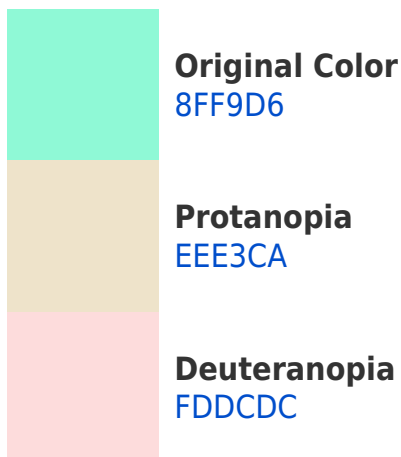 Original Color
8FF9D6
Protanopia
EEE3CA
Deuteranopia
FDDCDC